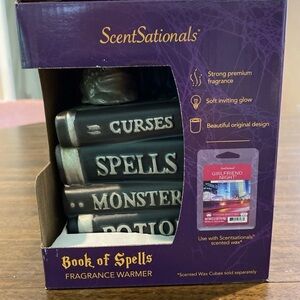 ScentSationals®
Strong premium
fragrance
Soft inviting glow
Beautiful original design
CURSES
SPELLS
MONSTER
POTIO
GIRLFRIEND
NIGHT
Use with Scentsationals®
scented wax*
Book of Spells
FRAGRANCE WARMER
*Scented Wax Cubes sold separately